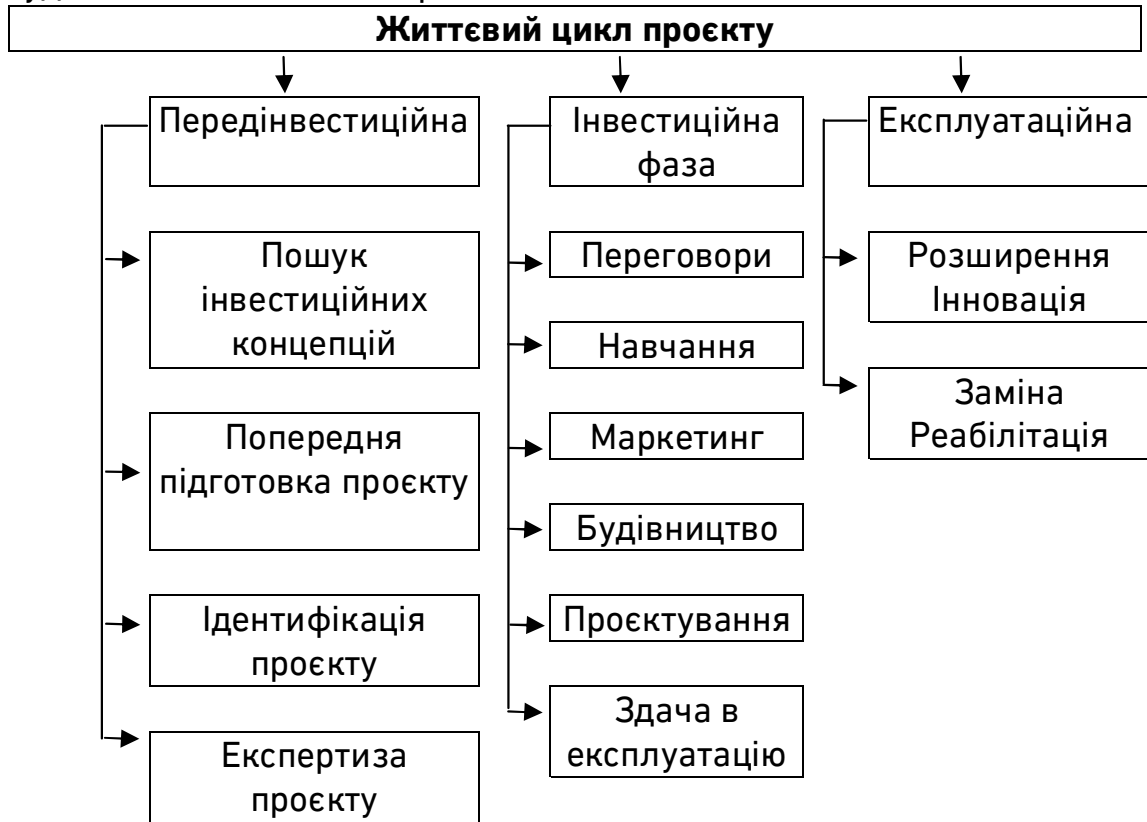 Життєвий цикл проєкту
Передінвестиційна
Пошук
інвестиційних
концепцій
Попередня
підготовка проєкту
Ідентифікація
проєкту
Експертиза
проєкту
Інвестиційна
фаза
Переговори
Навчання
Маркетинг
Будівництво
Проєктування
Здача в
експлуатацію
Експлуатаційна
Розширення
Інновація
Заміна
Реабілітація